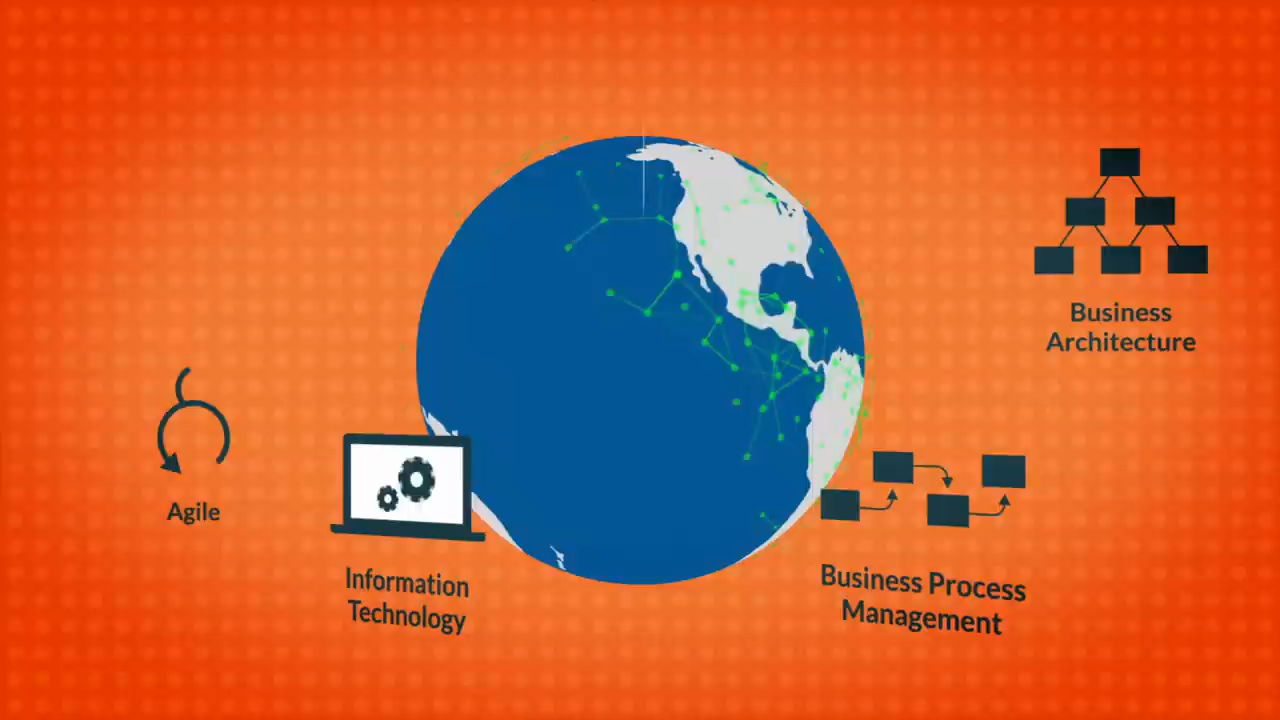 Business
Architecture
Agile
Information
Technology
Business Process
Management